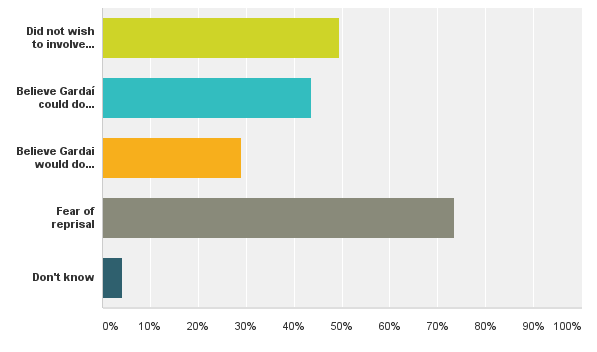 Did not wish
to involve...
Believe Gardaí
could do...
Believe Gardai
would do...
Fear of
reprisal
Don't know
0% 10% 20% 30% 40% 50% 60% 70% 80% 90% 100%